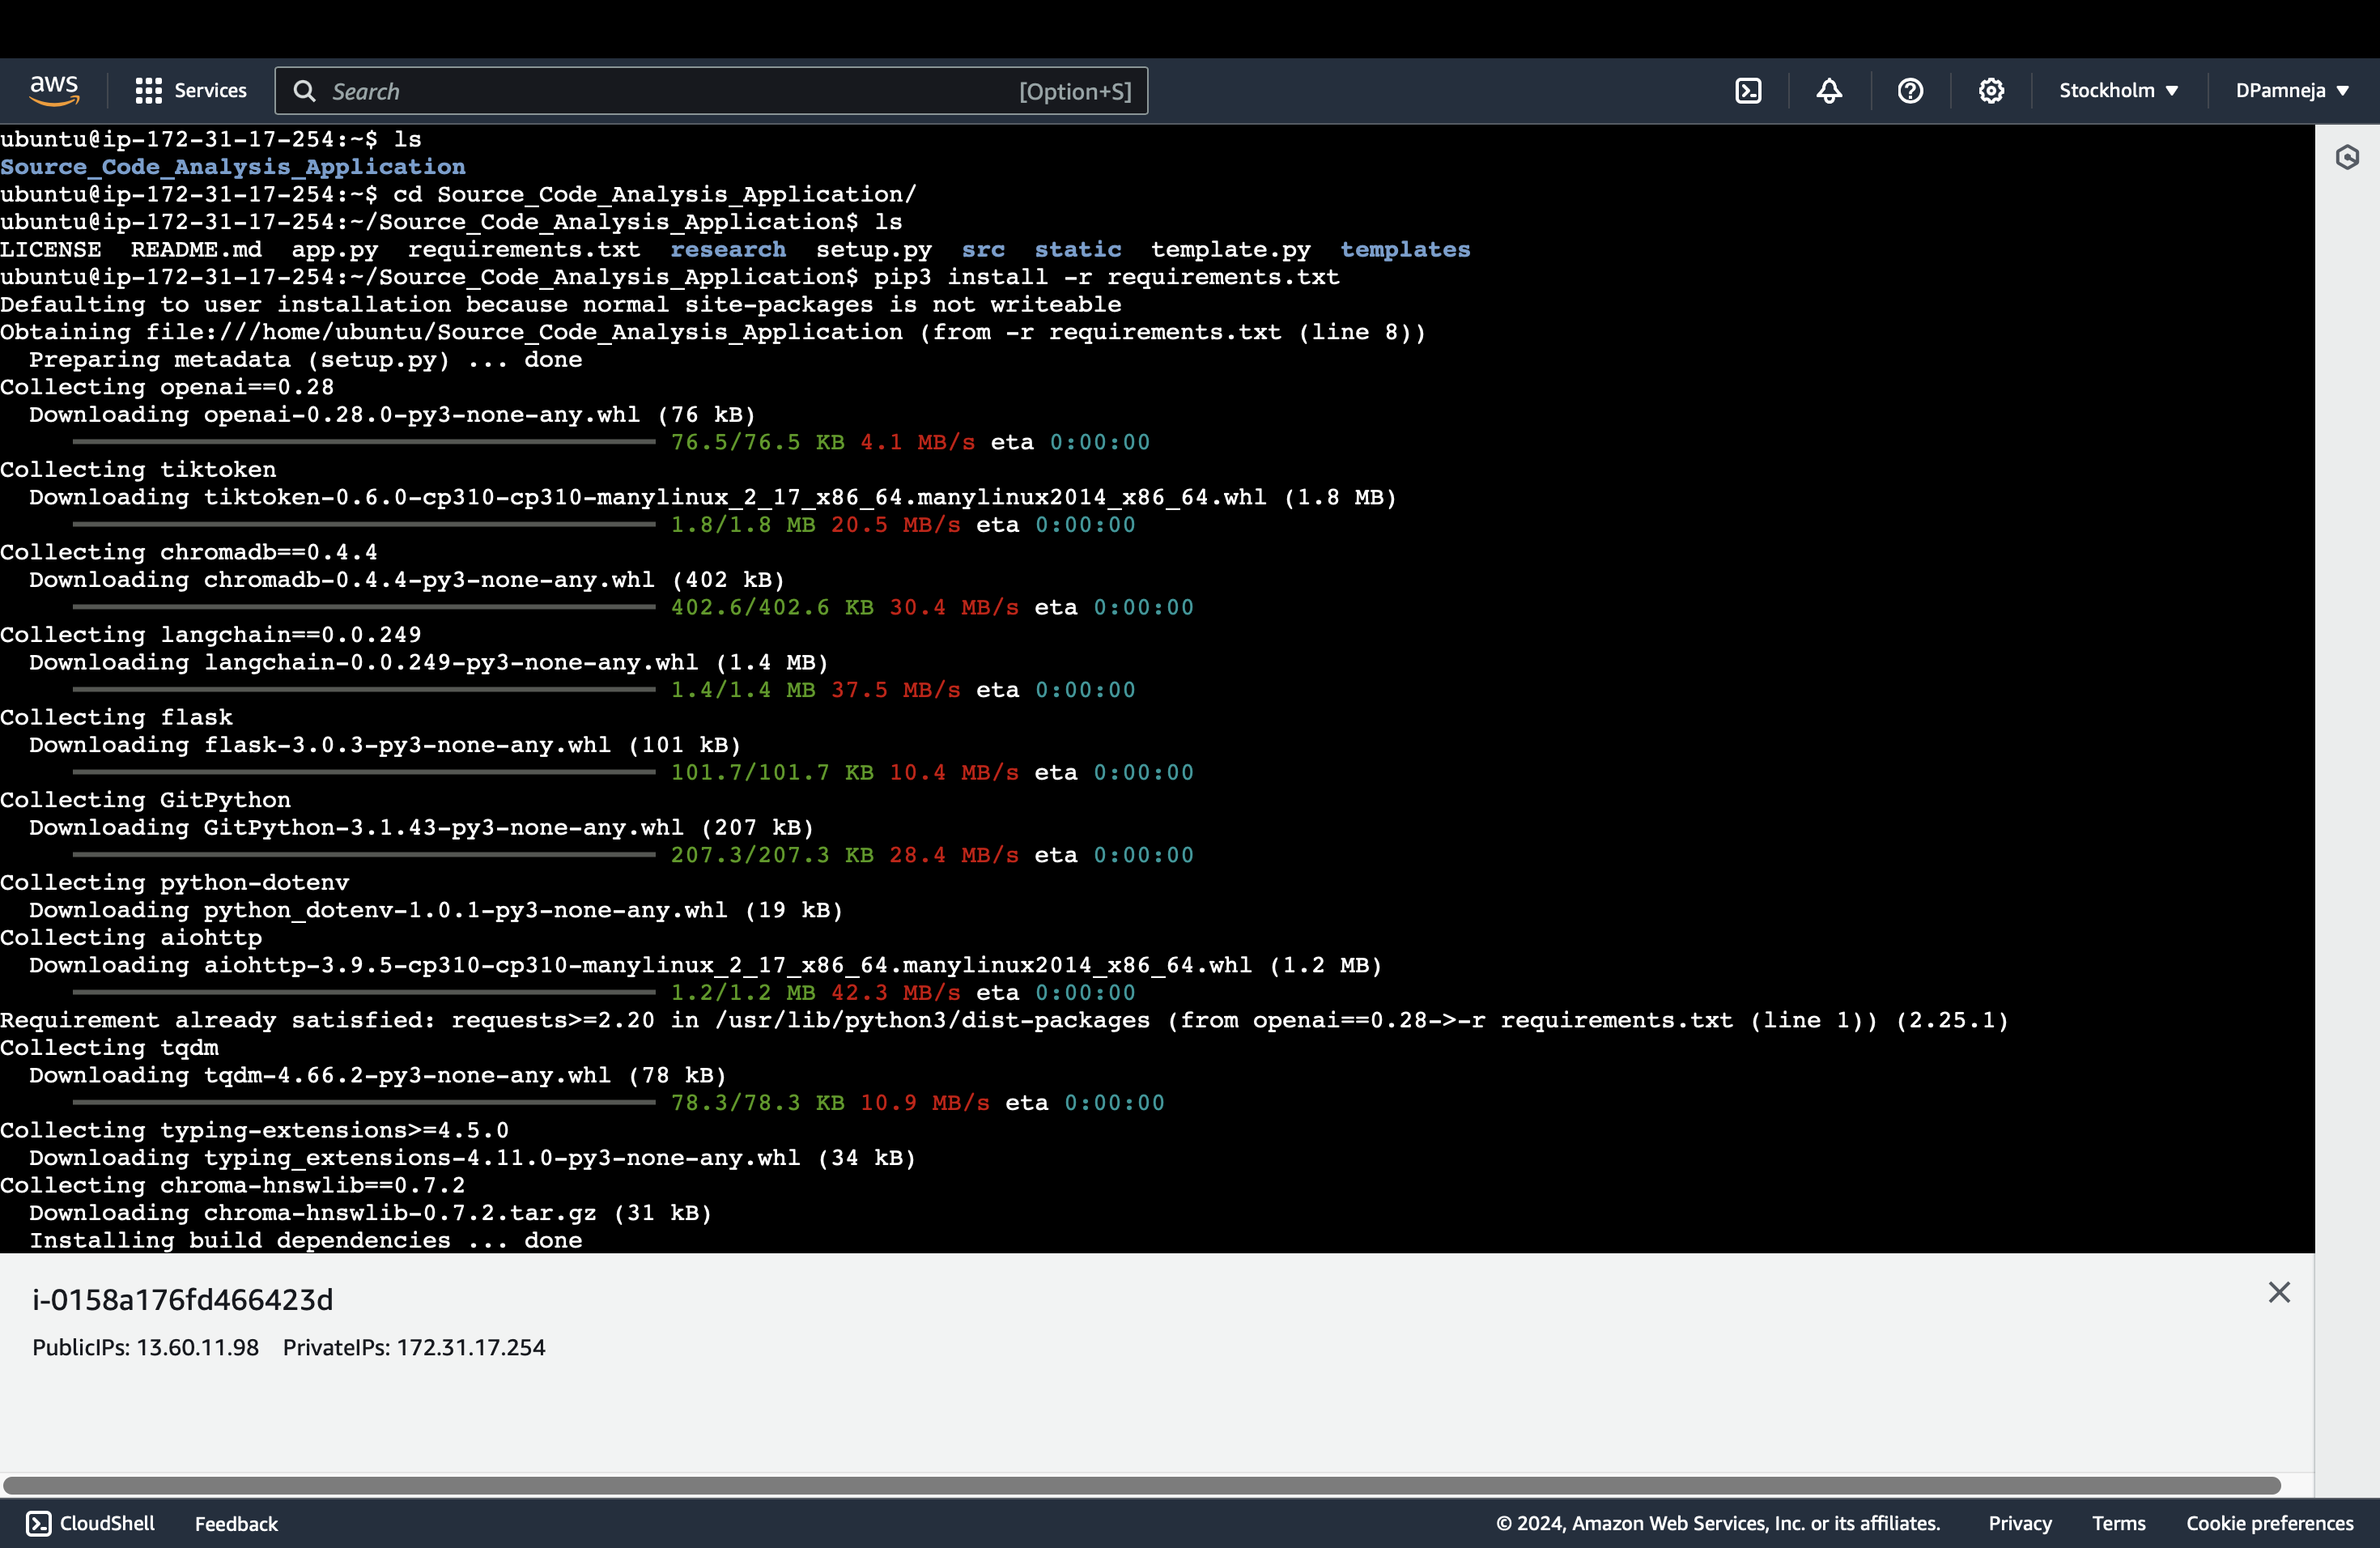 aws Services Search [Option+S] Stockholm ▼ DPamneja ▼
ubuntu@ip-172-31-17-254:~$ ls
Source_Code_Analysis_Application
ubuntu@ip-172-31-17-254:~$ cd Source_Code_Analysis_Application/
ubuntu@ip-172-31-17-254:~/Source_Code_Analysis_Application$ ls
LICENSE  README.md  app.py  requirements.txt  research  setup.py  src  static  template.py  templates
ubuntu@ip-172-31-17-254:~/Source_Code_Analysis_Application$ pip3 install -r requirements.txt
Defaulting to user installation because normal site-packages is not writeable
Obtaining file:///home/ubuntu/Source_Code_Analysis_Application (from -r requirements.txt (line 8))
  Preparing metadata (setup.py) ... done
Collecting openai==0.28
  Downloading openai-0.28.0-py3-none-any.whl (76 kB)
76.5/76.5 KB 4.1 MB/s eta 0:00:00
Collecting tiktoken
  Downloading tiktoken-0.6.0-cp310-cp310-manylinux_2_17_x86_64.manylinux2014_x86_64.whl (1.8 MB)
1.8/1.8 MB 20.5 MB/s eta 0:00:00
Collecting chromadb==0.4.4
  Downloading chromadb-0.4.4-py3-none-any.whl (402 kB)
402.6/402.6 KB 30.4 MB/s eta 0:00:00
Collecting langchain==0.0.249
  Downloading langchain-0.0.249-py3-none-any.whl (1.4 MB)
1.4/1.4 MB 37.5 MB/s eta 0:00:00
Collecting flask
  Downloading flask-3.0.3-py3-none-any.whl (101 kB)
101.7/101.7 KB 10.4 MB/s eta 0:00:00
Collecting GitPython
  Downloading GitPython-3.1.43-py3-none-any.whl (207 kB)
207.3/207.3 KB 28.4 MB/s eta 0:00:00
Collecting python-dotenv
  Downloading python_dotenv-1.0.1-py3-none-any.whl (19 kB)
Collecting aiohttp
  Downloading aiohttp-3.9.5-cp310-cp310-manylinux_2_17_x86_64.manylinux2014_x86_64.whl (1.2 MB)
1.2/1.2 MB 42.3 MB/s eta 0:00:00
Requirement already satisfied: requests>=2.20 in /usr/lib/python3/dist-packages (from openai==0.28->-r requirements.txt (line 1)) (2.25.1)
Collecting tqdm
  Downloading tqdm-4.66.2-py3-none-any.whl (78 kB)
78.3/78.3 KB 10.9 MB/s eta 0:00:00
Collecting typing-extensions>=4.5.0
  Downloading typing_extensions-4.11.0-py3-none-any.whl (34 kB)
Collecting chroma-hnswlib==0.7.2
  Downloading chroma-hnswlib-0.7.2.tar.gz (31 kB)
  Installing build dependencies ... done
i-0158a176fd466423d
PublicIPs: 13.60.11.98 PrivateIPs: 172.31.17.254
CloudShell Feedback © 2024, Amazon Web Services, Inc. or its affiliates. Privacy Terms Cookie preferences